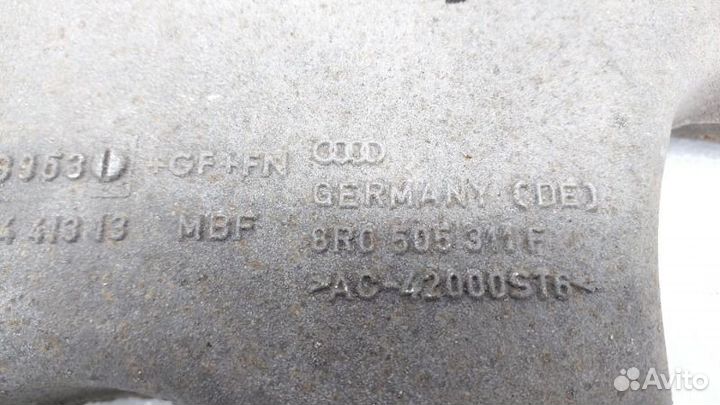 +GF+FN
GERMANY (DE)
MBF
8R0 505 311 F
>AC-42000ST6<
Avito